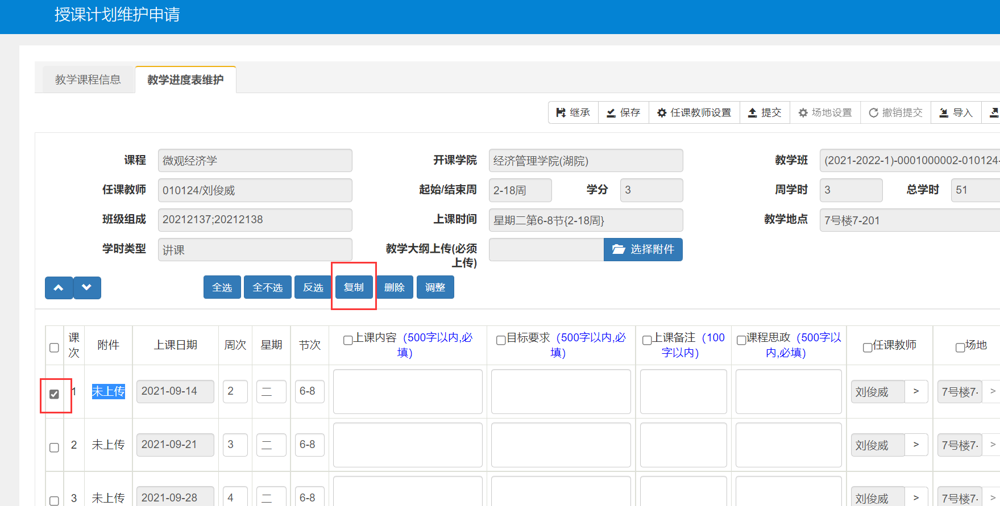 授课计划维护申请
教学课程信息 教学进度表维护
继承 保存 任课教师设置 提交 场地设置 撤销提交 导入
课程 微观经济学 开课学院 经济管理学院(湖院) 教学班 (2021-2022-1)-0001000002-010124-
任课教师 010124/刘俊威 起始/结束周 2-18周 学分 3 周学时 3 总学时 51
班级组成 20212137;20212138 上课时间 星期二第6-8节{2-18周} 教学地点 7号楼7-201
学时类型 讲课 教学大纲上传(必须 选择附件
上传)
全选 全不选 反选 复制 删除 调整
课 上课内容（500字以内,必 目标要求（500字以内,必 上课备注（100 课程思政（500字以
次 附件 上课日期 周次 星期 节次 填） 填） 字以内） 内,必填） 任课教师 场地
1 未上传 2021-09-14 2 二 6-8 刘俊威 > 7号楼7- >
2 未上传 2021-09-21 3 二 6-8 刘俊威 > 7号楼7- >
3 未上传 2021-09-28 4 二 6-8 刘俊威 > 7号楼7- >